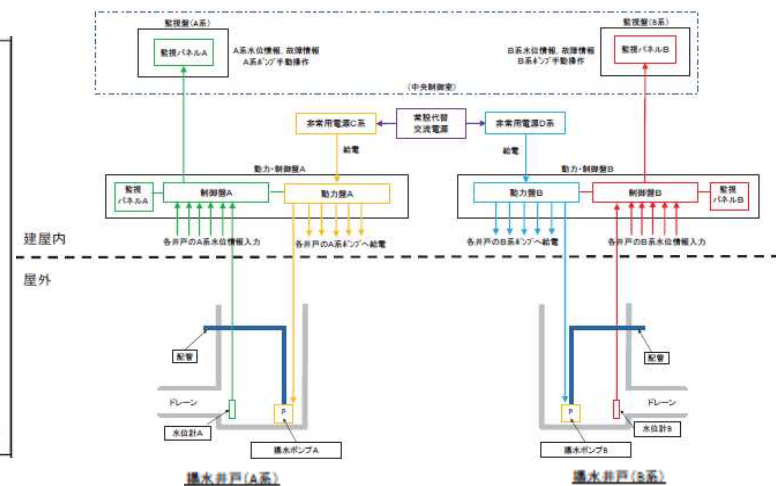 監視盤(A系)
監視パネルA
A系水位情報、故障情報
A系ポンプ手動操作
監視盤(B系)
監視パネルB
B系水位情報、故障情報
B系ポンプ手動操作
(中央制御室)
非常用電源C系
常設代替
交流電源
非常用電源D系
給電
給電
動力・制御盤A
監視
パネルA
制御盤A
動力盤A
動力・制御盤B
動力盤B
制御盤B
監視
パネルB
各井戸のA系水位情報入力
各井戸のA系ポンプへ給電
各井戸のB系ポンプへ給電
各井戸のB系水位情報入力
建屋内
屋外
配管
ドレーン
水位計A
P
揚水ポンプA
揚水井戸(A系)
配管
ドレーン
水位計B
P
揚水ポンプB
揚水井戸(B系)